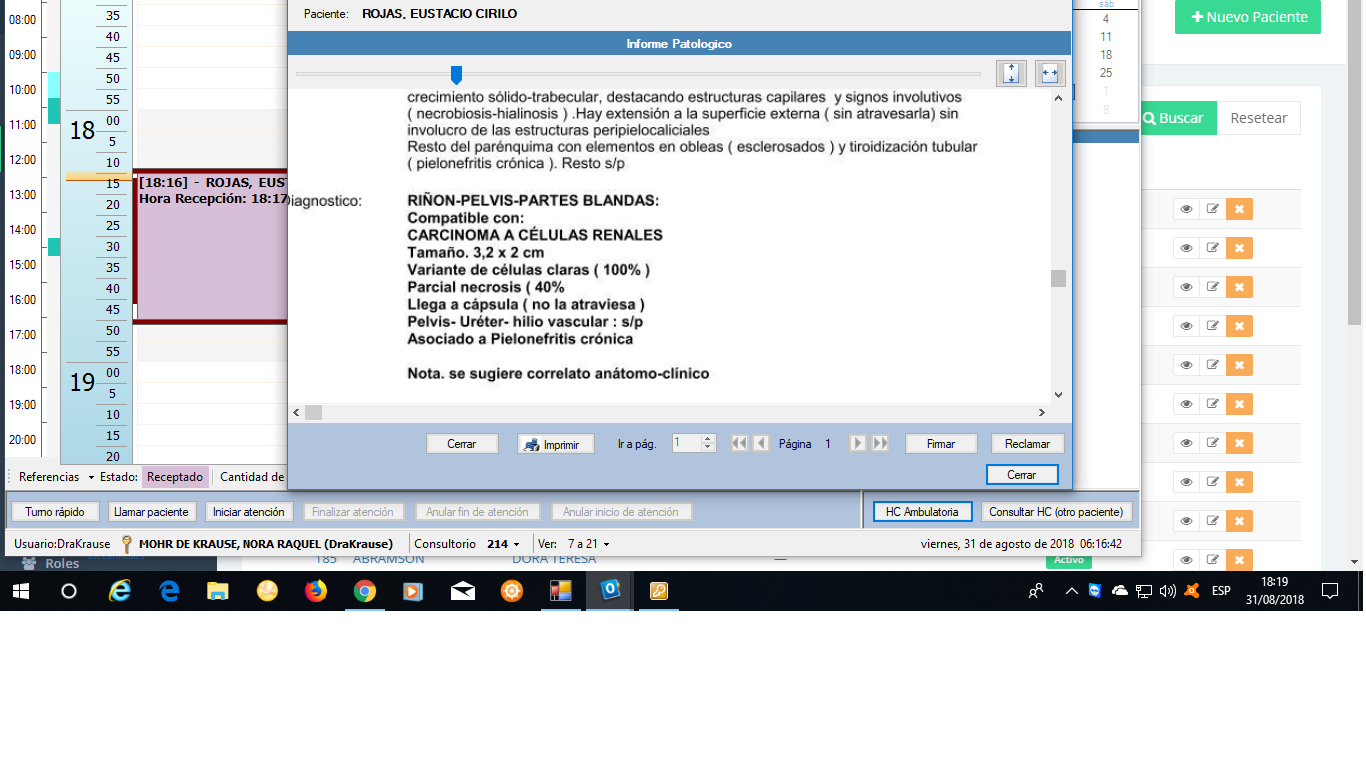 Paciente: ROJAS, EUSTACIO CIRILO
Informe Patologico
crecimiento sólido-trabecular, destacando estructuras capilares y signos involutivos
( necrobiosis-hialinosis ) .Hay extensión a la superficie externa ( sin atravesarla) sin
involucro de las estructuras peripielocaliciales
Resto del parénquima con elementos en obleas ( esclerosados ) y tiroidización tubular
( pielonefritis crónica ). Resto s/p
iagnostico: RIÑON-PELVIS-PARTES BLANDAS:
Compatible con:
CARCINOMA A CÉLULAS RENALES
Tamaño. 3,2 x 2 cm
Variante de células claras ( 100% )
Parcial necrosis ( 40%
Llega a cápsula ( no la atraviesa )
Pelvis- Uréter- hilio vascular : s/p
Asociado a Pielonefritis crónica
Nota. se sugiere correlato anátomo-clínico
Cerrar Imprimir Ir a pág. 1 Página 1 Firmar Reclamar
Cerrar
08:00
09:00
10:00
11:00
12:00
13:00
14:00
15:00
16:00
17:00
18:00
19:00
20:00
35
40
45
50
55
18 00
5
10
15
20
25
30
35
40
45
50
55
19 00
5
10
15
20
[18:16] - ROJAS, EUST
Hora Recepción: 18:17
sáb
4
11
18
25
1
8
+ Nuevo Paciente
Buscar Resetear
Referencias Estado: Receptado Cantidad de
Turno rápido Llamar paciente Iniciar atención Finalizar atención Anular fin de atención Anular inicio de atención HC Ambulatoria Consultar HC (otro paciente)
Usuario:DraKrause MOHR DE KRAUSE, NORA RAQUEL (DraKrause) Consultorio 214 Ver: 7 a 21 viernes, 31 de agosto de 2018 06:16:42
Roles 185 ABRAMSON DORA TERESA — Activo
ESP 18:19
31/08/2018